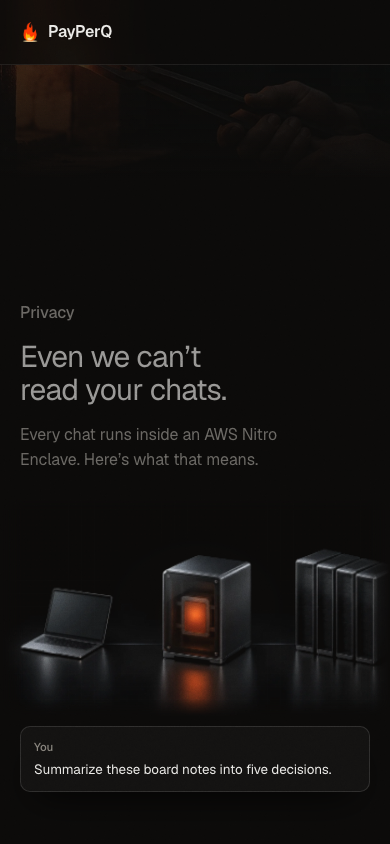 PayPerQ
Privacy
Even we can’t
read your chats.
Every chat runs inside an AWS Nitro
Enclave. Here’s what that means.
You
Summarize these board notes into five decisions.